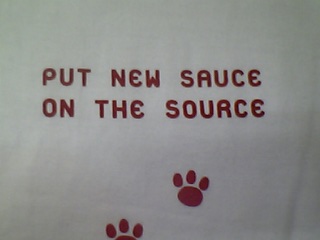 PUT NEW SAUCE
ON THE SOURCE